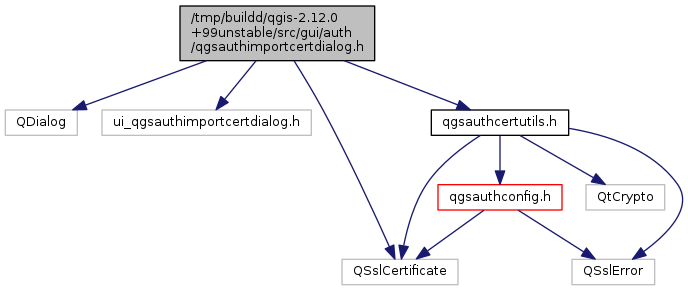 /tmp/buildd/qgis-2.12.0
+99unstable/src/gui/auth
/qgsauthimportcertdialog.h
QDialog
ui_qgsauthimportcertdialog.h
qgsauthcertutils.h
qgsauthconfig.h
QtCrypto
QSslCertificate
QSslError